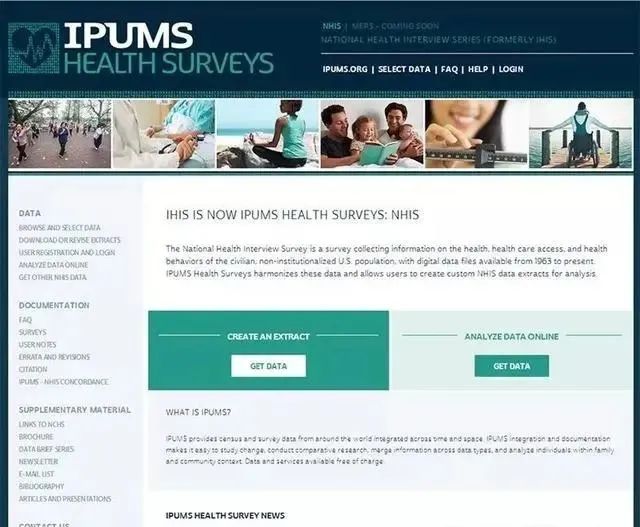 IPUMS
HEALTH SURVEYS
NHIS | MEPS - COMING SOON
NATIONAL HEALTH INTERVIEW SERIES (FORMERLY IHIS)
IPUMS.ORG | SELECT DATA | FAQ | HELP | LOGIN
DATA
BROWSE AND SELECT DATA
DOWNLOAD OR REVISE EXTRACTS
USER REGISTRATION AND LOGIN
ANALYZE DATA ONLINE
GET OTHER NHIS DATA
DOCUMENTATION
FAQ
SURVEYS
USER NOTES
ERRATA AND REVISIONS
CITATION
IPUMS - NHIS CONCORDANCE
SUPPLEMENTARY MATERIAL
LINKS TO NCHS
BROCHURE
DATA BRIEF SERIES
NEWSLETTER
E-MAIL LIST
BIBLIOGRAPHY
ARTICLES AND PRESENTATIONS
CONTACT US
IHIS IS NOW IPUMS HEALTH SURVEYS: NHIS
The National Health Interview Survey is a survey collecting information on the health, health care access, and health
behaviors of the civilian, non-institutionalized U.S. population, with digital data files available from 1963 to present.
IPUMS Health Surveys harmonizes these data and allows users to create custom NHIS data extracts for analysis.
CREATE AN EXTRACT
GET DATA
ANALYZE DATA ONLINE
GET DATA
WHAT IS IPUMS?
IPUMS provides census and survey data from around the world integrated across time and space. IPUMS integration and documentation
makes it easy to study change, conduct comparative research, merge information across data types, and analyze individuals within family
and community context. Data and services available free of charge.
IPUMS HEALTH SURVEY NEWS